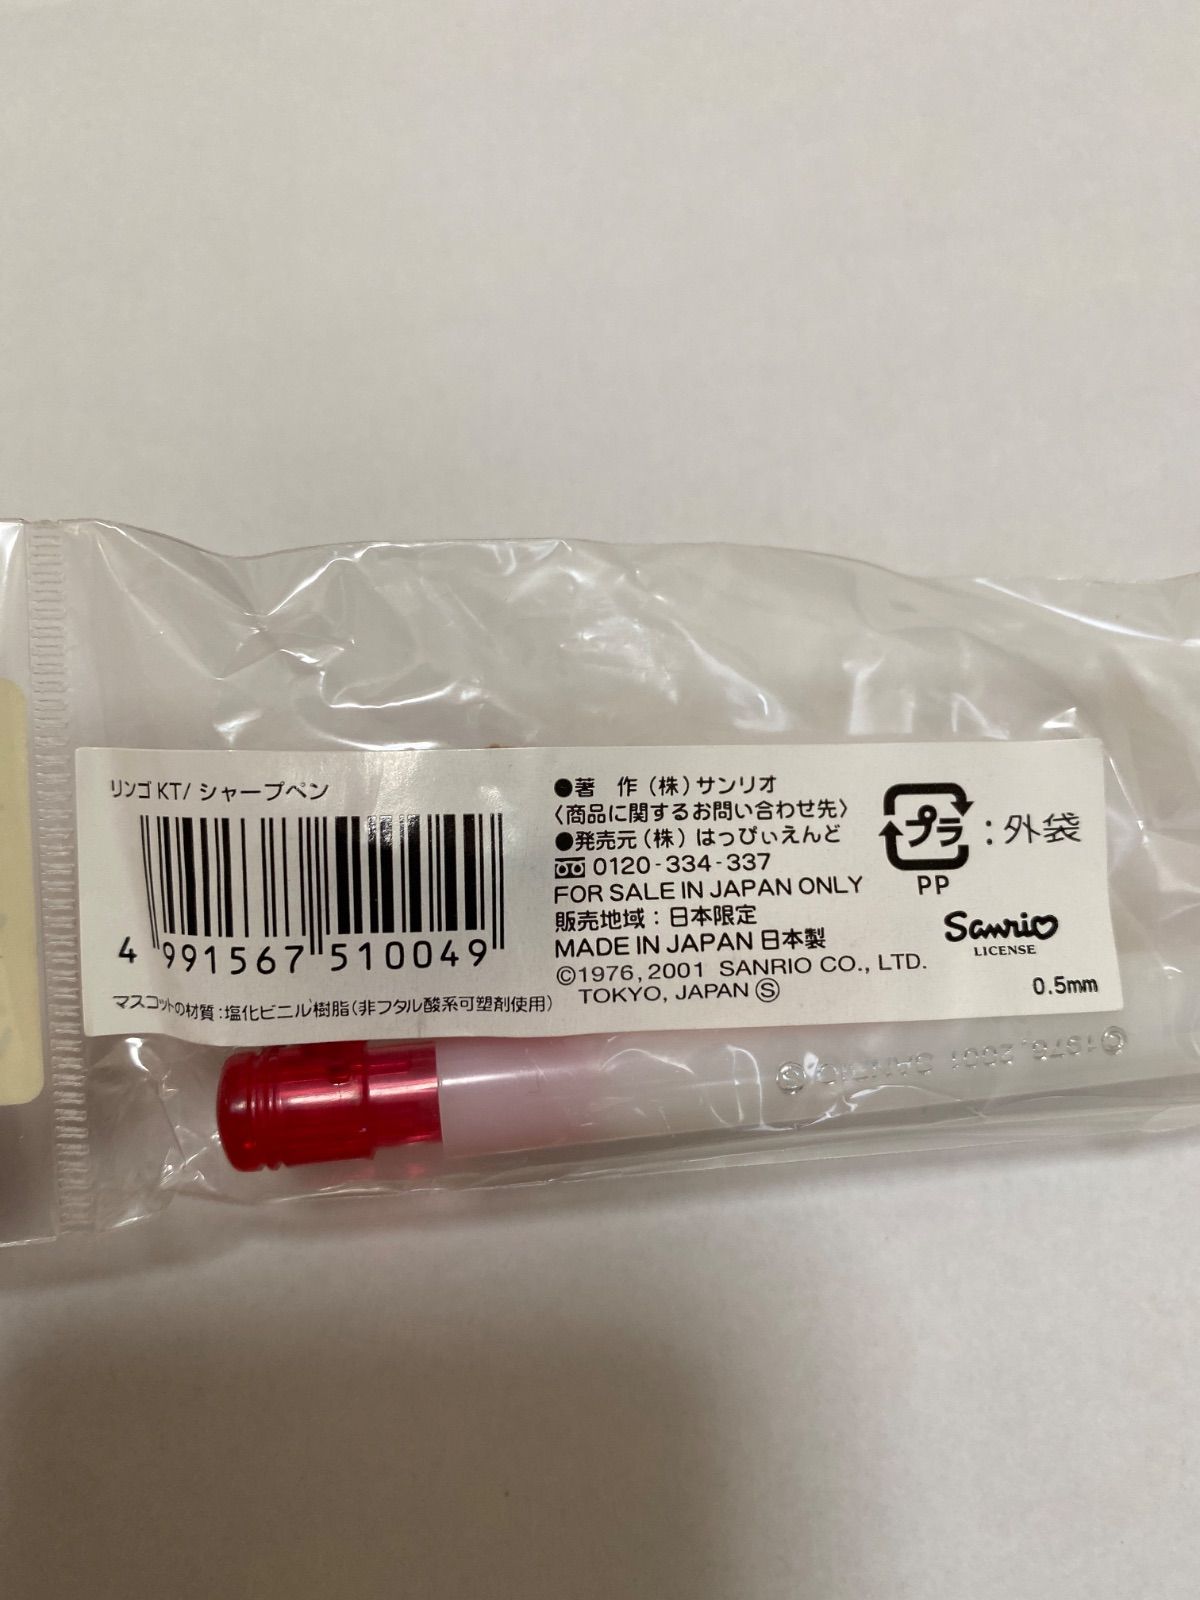 リンゴ KT/ シャープペン
4 991567 510049
マスコットの材質:塩化ビニル樹脂(非フタル酸系可塑剤使用)
●著 作(株)サンリオ
〈商品に関するお問い合わせ先〉
●発売元(株)はっぴぃえんど
0120-334-337
FOR SALE IN JAPAN ONLY
販売地域:日本限定
MADE IN JAPAN 日本製
©1976,2001 SANRIO CO., LTD.
TOKYO, JAPAN Ⓢ
プラ:外袋
PP
Sanrio
LICENSE
0.5mm
©1976,2001 SANRIO Ⓢ